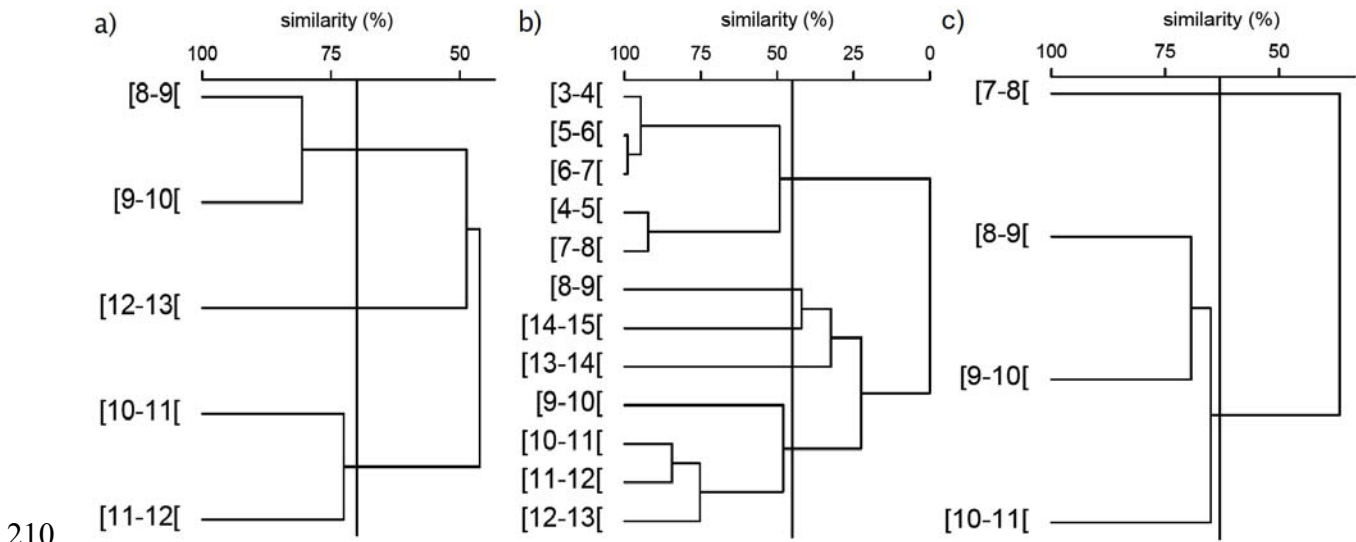 a)
similarity (%)
100 75 50
[8-9[
[9-10[
[12-13[
[10-11[
[11-12[
b)
similarity (%)
100 75 50 25 0
[3-4[
[5-6[
[6-7[
[4-5[
[7-8[
[8-9[
[14-15[
[13-14[
[9-10[
[10-11[
[11-12[
[12-13[
c)
similarity (%)
100 75 50
[7-8[
[8-9[
[9-10[
[10-11[
210